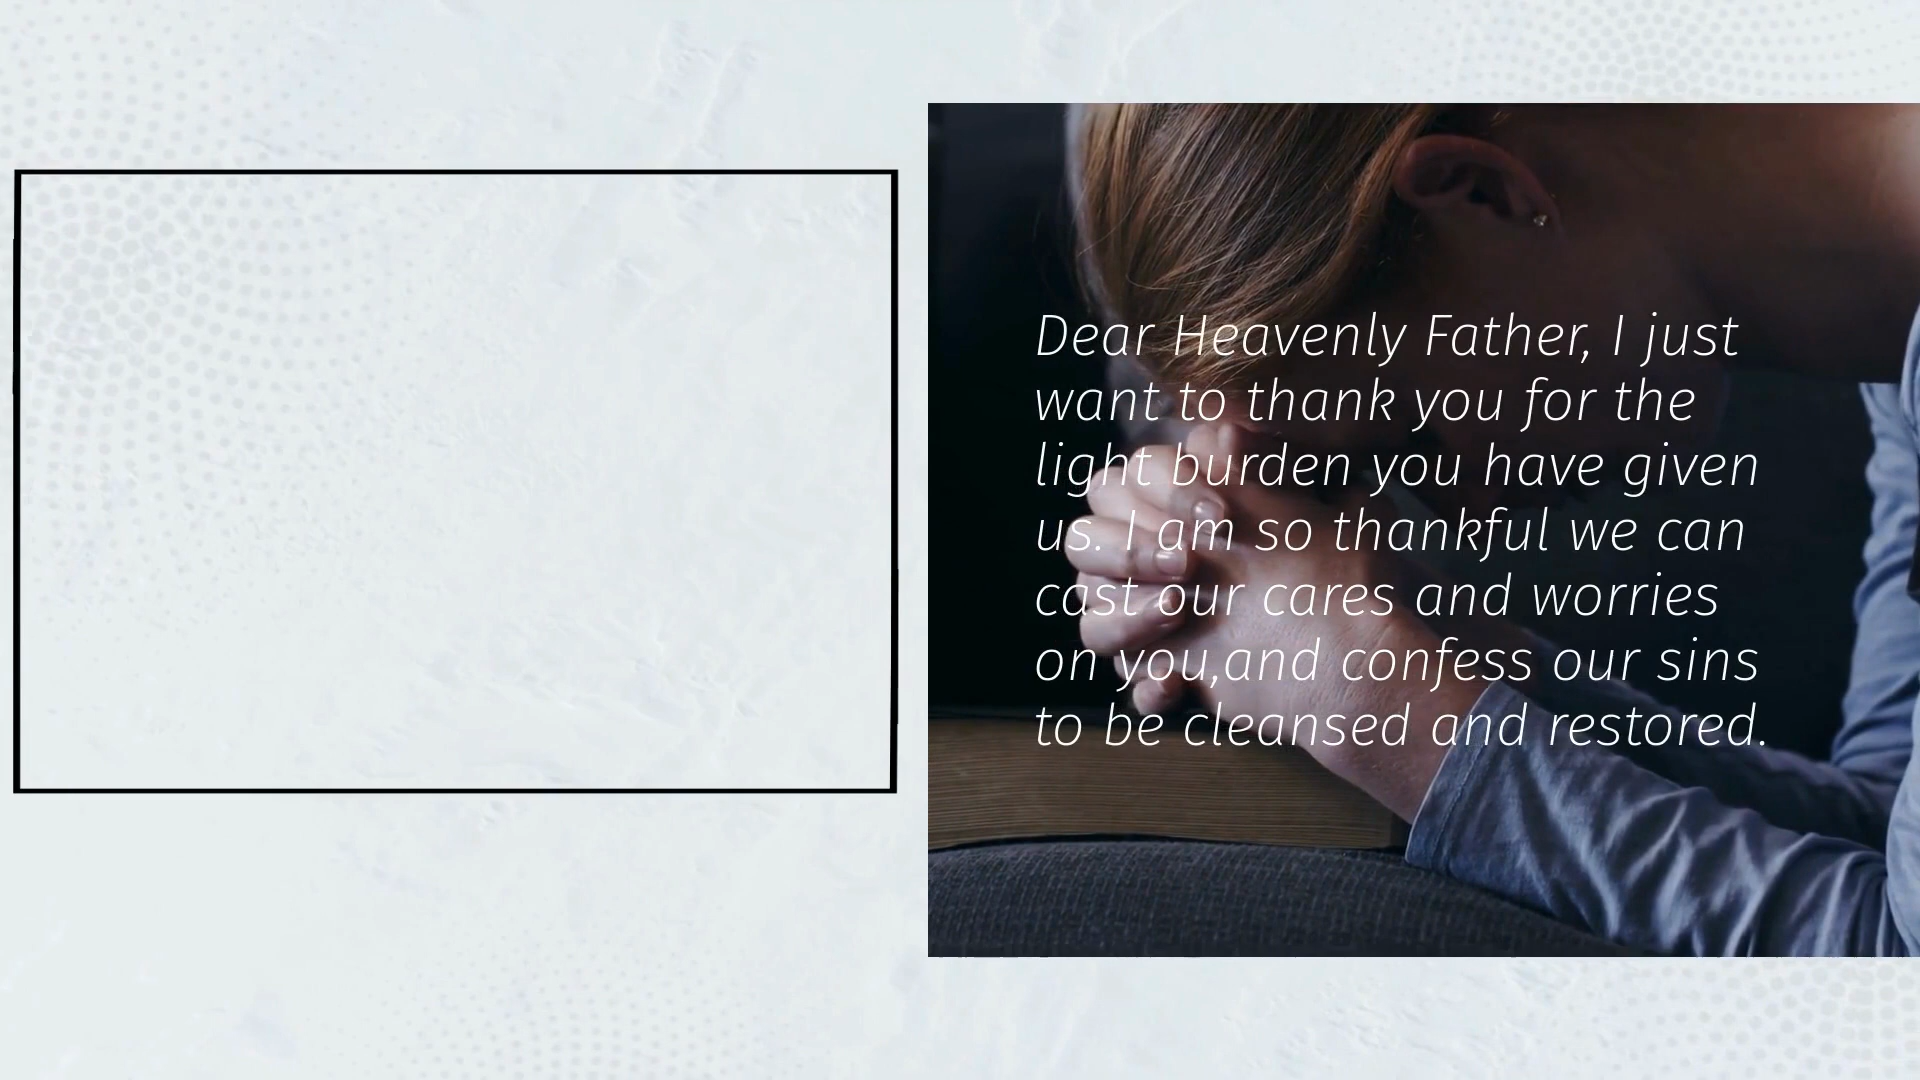 Dear Heavenly Father, I just
want to thank you for the
light burden you have given
us. I am so thankful we can
cast our cares and worries
on you,and confess our sins
to be cleansed and restored.